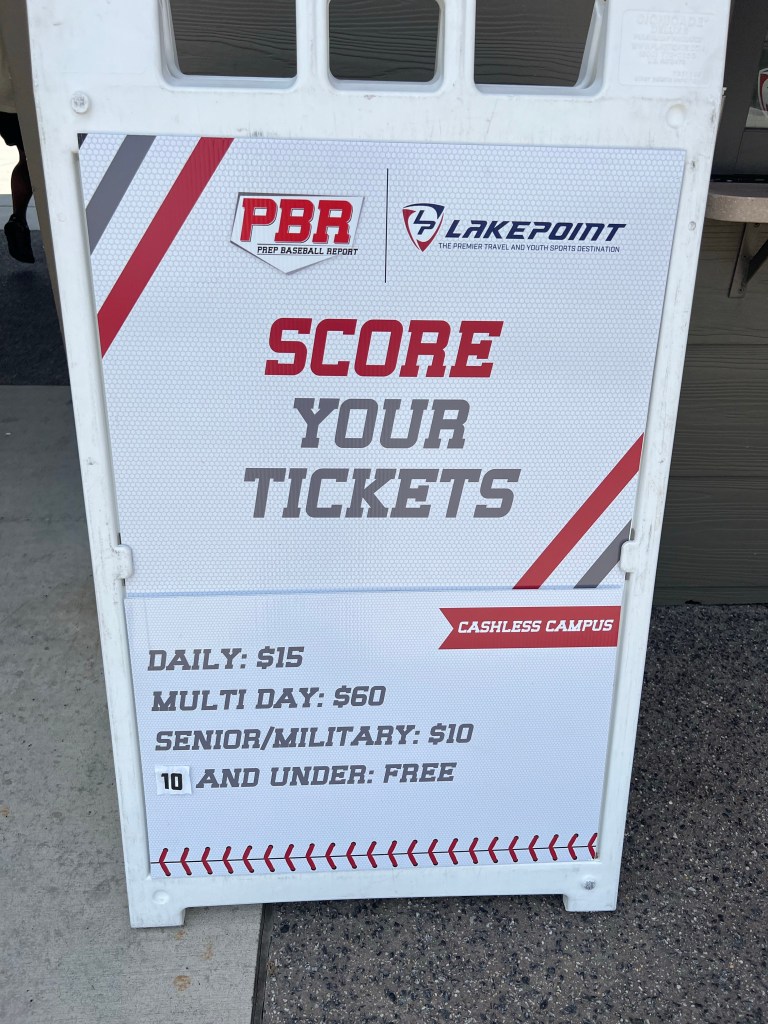 PBR
PREP BASEBALL REPORT
LP LAKEPOINT
THE PREMIER TRAVEL AND YOUTH SPORTS DESTINATION
SCORE
YOUR
TICKETS
CASHLESS CAMPUS
DAILY: $15
MULTI DAY: $60
SENIOR/MILITARY: $10
10 AND UNDER: FREE